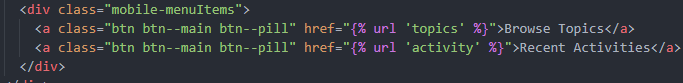 <div class="mobile-menuItems">
<a class="btn btn--main btn--pill" href="{% url 'topics' %}">Browse Topics</a>
<a class="btn btn--main btn--pill" href="{% url 'activity' %}">Recent Activities</a>
</div>